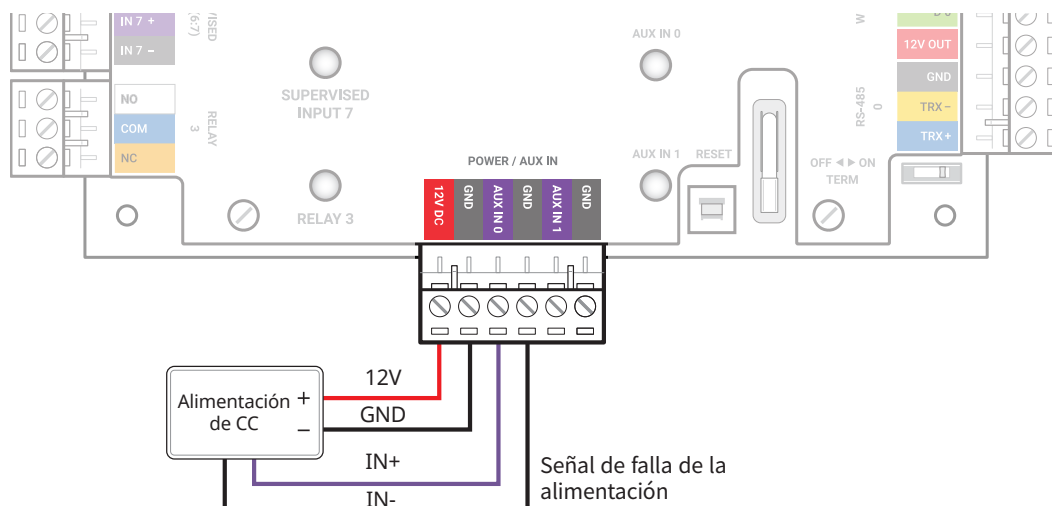 IN 7 +
IN 7 −
(6:7)
VISED
NO
COM
NC
RELAY
3
SUPERVISED
INPUT 7
RELAY 3
AUX IN 0
AUX IN 1
RESET
POWER / AUX IN
12V DC
GND
AUX IN 0
GND
AUX IN 1
GND
OFF ◄ ► ON
TERM
W
12V OUT
GND
TRX −
TRX +
RS-485
0
Alimentación +
de CC −
12V
GND
IN+
IN-
Señal de falla de la
alimentación